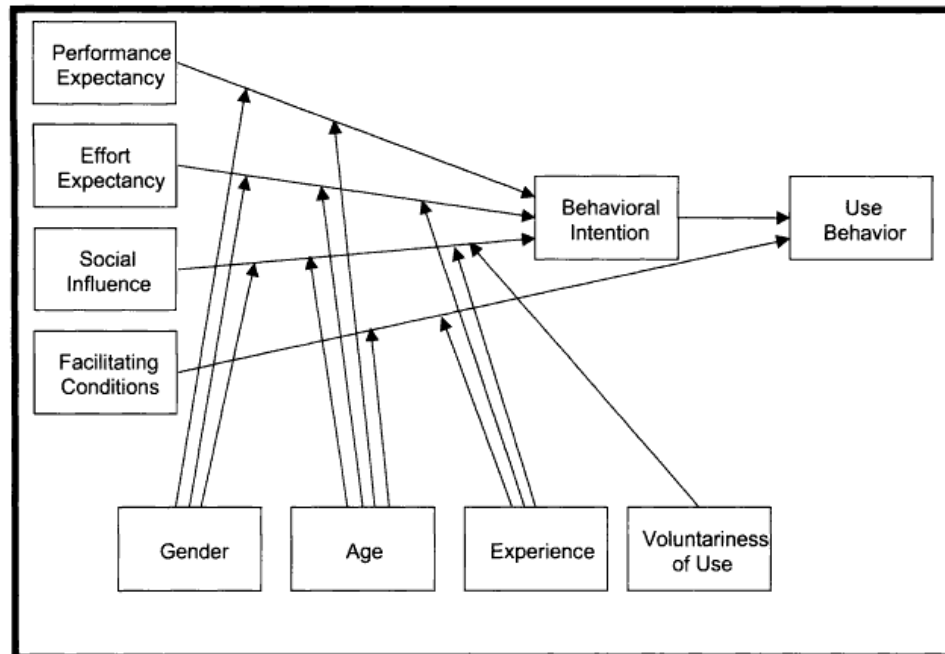 Performance
Expectancy
Effort
Expectancy
Social
Influence
Facilitating
Conditions
Behavioral
Intention
Use
Behavior
Gender
Age
Experience
Voluntariness
of Use